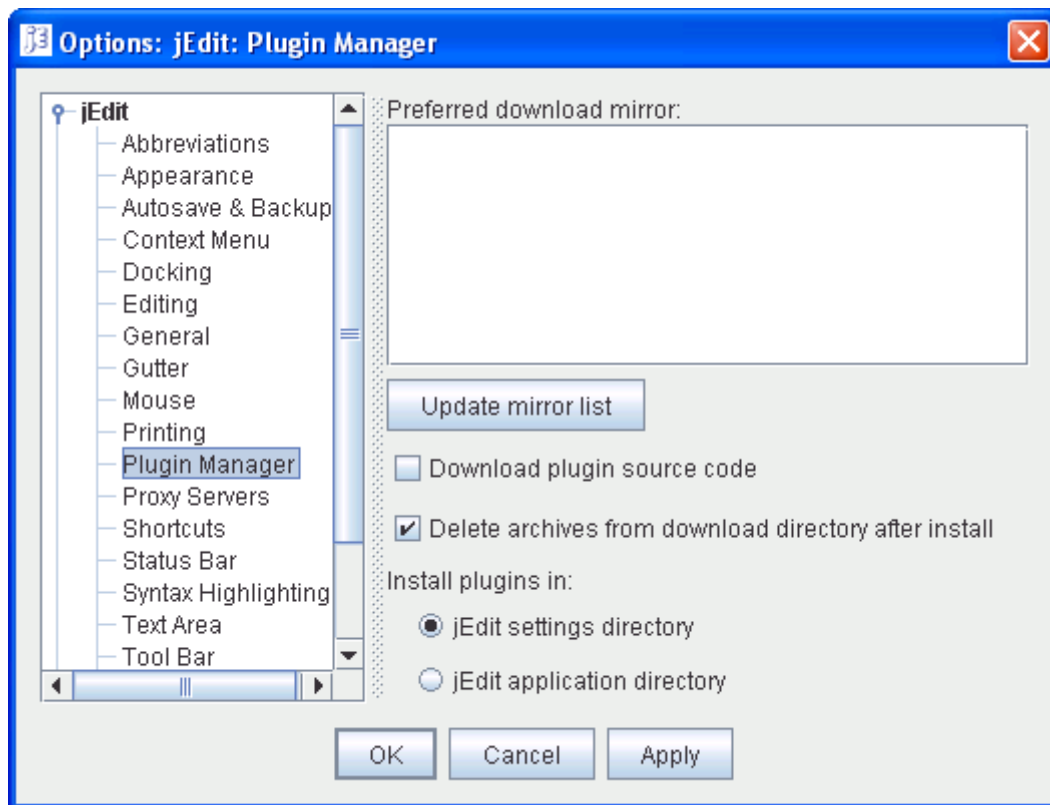 Options: jEdit: Plugin Manager
jEdit
Abbreviations
Appearance
Autosave & Backup
Context Menu
Docking
Editing
General
Gutter
Mouse
Printing
Plugin Manager
Proxy Servers
Shortcuts
Status Bar
Syntax Highlighting
Text Area
Tool Bar
Preferred download mirror:
Update mirror list
Download plugin source code
Delete archives from download directory after install
Install plugins in:
jEdit settings directory
jEdit application directory
OK
Cancel
Apply